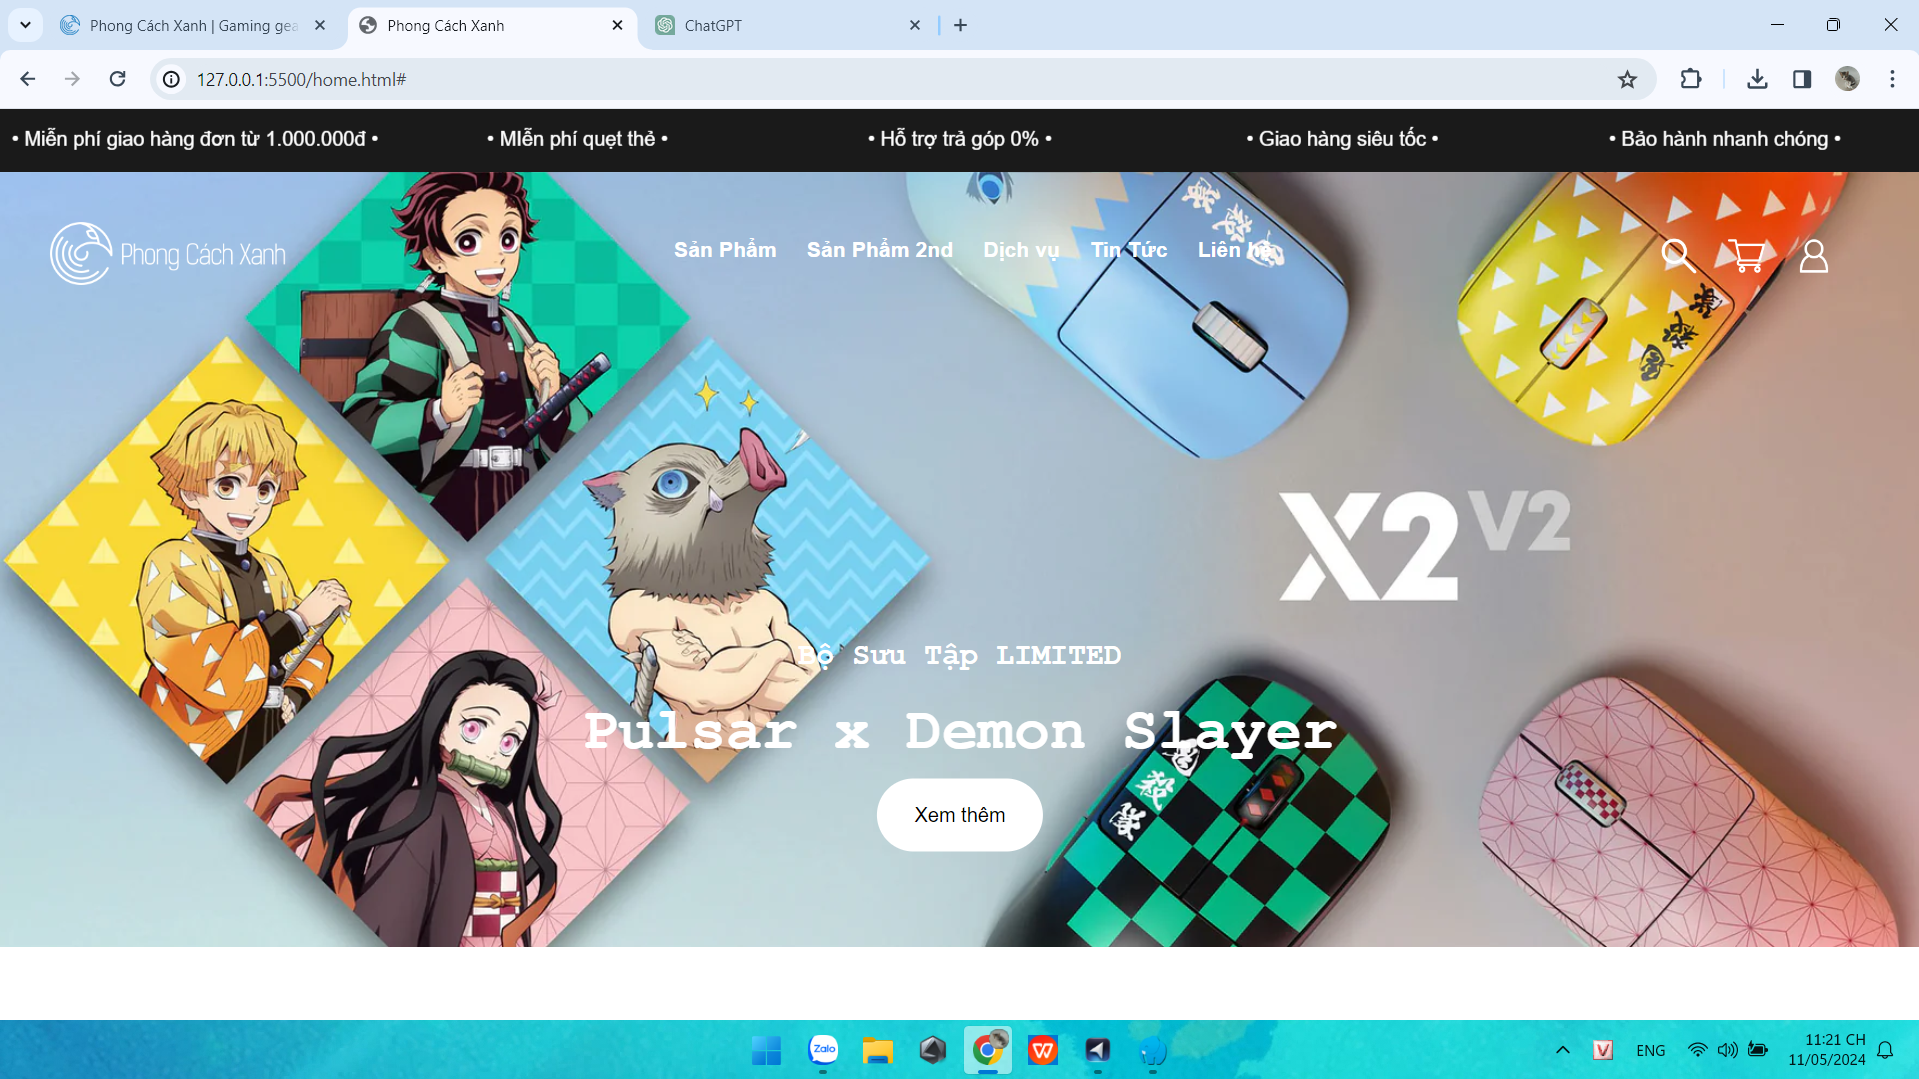 Phong Cách Xanh | Gaming gea
Phong Cách Xanh
ChatGPT
127.0.0.1:5500/home.html#
• Miễn phí giao hàng đơn từ 1.000.000đ •
• MIễn phí quẹt thẻ •
• Hỗ trợ trả góp 0% •
• Giao hàng siêu tốc •
• Bảo hành nhanh chóng •
Phong Cách Xanh
Sản Phẩm
Sản Phẩm 2nd
Dịch vụ
Tin Tức
Liên hệ
X2 V2
Bộ Sưu Tập LIMITED
Pulsar x Demon Slayer
Xem thêm
Zalo
ENG
11:21 CH
11/05/2024